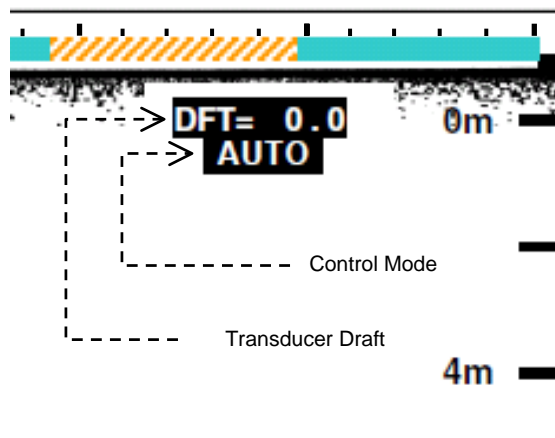 DFT= 0.0
0m
AUTO
Control Mode
Transducer Draft
4m